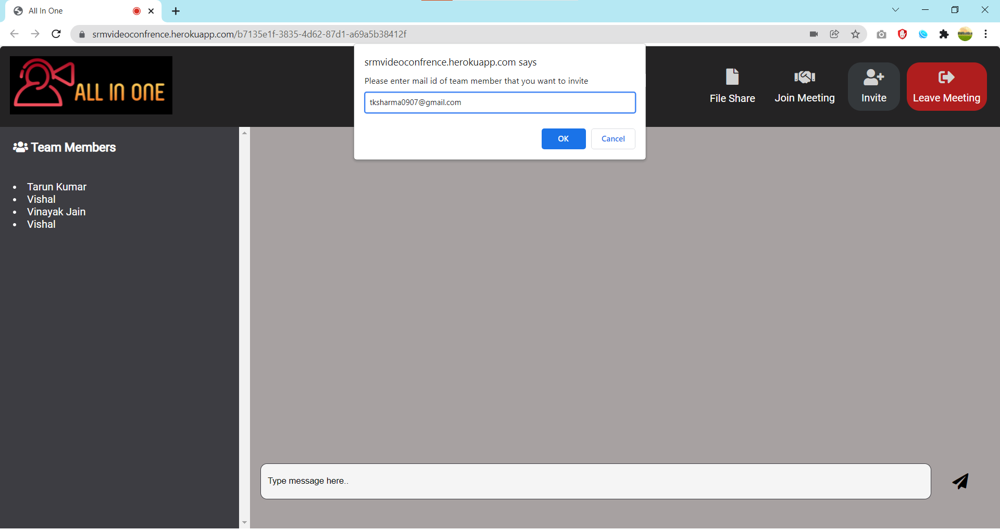 All In One
srmvideoconfrence.herokuapp.com/b7135e1f-3835-4d62-87d1-a69a5b38412f
ALL IN ONE
srmvideoconfrence.herokuapp.com says
Please enter mail id of team member that you want to invite
tksharma0907@gmail.com
OK
Cancel
File Share
Join Meeting
Invite
Leave Meeting
Team Members
Tarun Kumar
Vishal
Vinayak Jain
Vishal
Type message here..